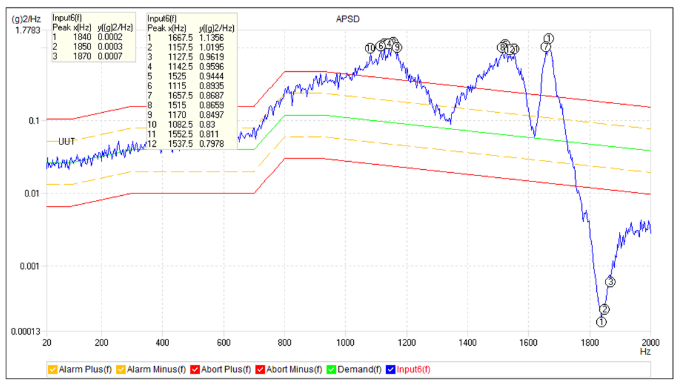 (g)2/Hz
APSD
1.7783
Input6(f)
Peak x(Hz) y([g]2/Hz)
1 1840 0.0002
2 1850 0.0003
3 1870 0.0007
Input6(f)
Peak x(Hz) y([g]2/Hz)
1 1667.5 1.1356
2 1157.5 1.0195
3 1127.5 0.9619
4 1142.5 0.9596
5 1525 0.9444
6 1115 0.8935
7 1657.5 0.8687
8 1515 0.8659
9 1170 0.8497
10 1082.5 0.83
11 1552.5 0.811
12 1537.5 0.7978
0.1
UUT
0.01
0.001
0.00013
20 200 400 600 800 1000 1200 1400 1600 1800 2000
Hz
Alarm Plus(f) Alarm Minus(f) Abort Plus(f) Abort Minus(f) Demand(f) Input6(f)